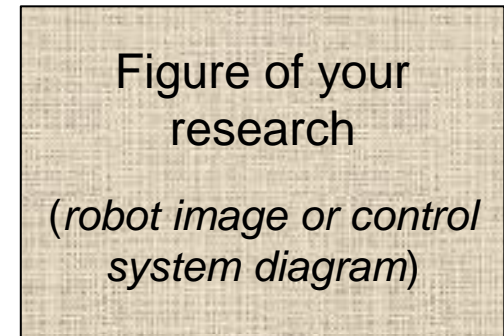 Figure of your
research
(robot image or control
system diagram)